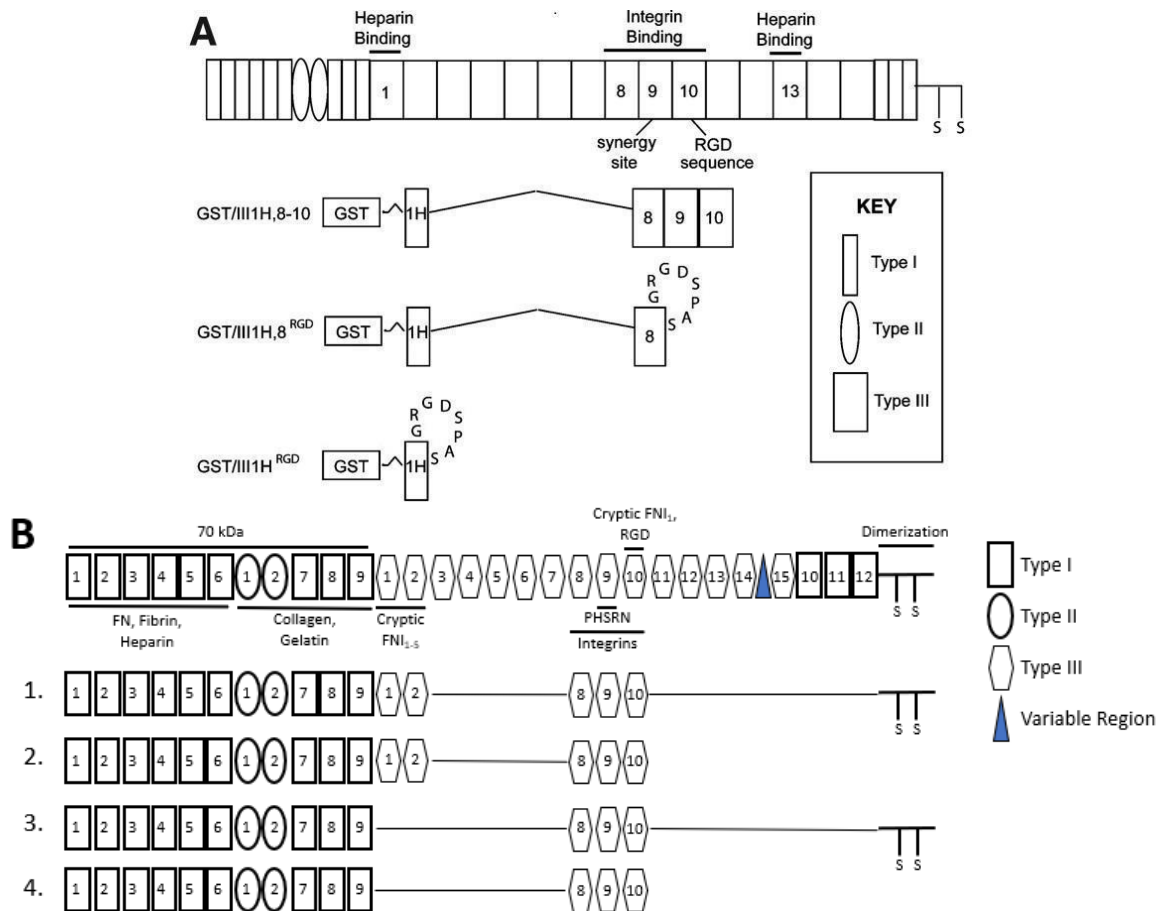 A
Heparin
Binding
Integrin
Binding
Heparin
Binding
1
8
9
10
13
S S
synergy
site
RGD
sequence
GST/III1H,8-10
GST
1H
8
9
10
GST/III1H,8 RGD
GST
1H
8
G R G D S P A S
GST/III1H RGD
GST
1H
G R G D S P A S
KEY
Type I
Type II
Type III
B
70 kDa
Cryptic FNI1,
RGD
Dimerization
1 2 3 4 5 6 1 2 7 8 9 1 2 3 4 5 6 7 8 9 10 11 12 13 14 15 10 11 12
S S
FN, Fibrin,
Heparin
Collagen,
Gelatin
Cryptic
FNI1-5
PHSRN
Integrins
1. 1 2 3 4 5 6 1 2 7 8 9 1 2 8 9 10
S S
2. 1 2 3 4 5 6 1 2 7 8 9 1 2 8 9 10
3. 1 2 3 4 5 6 1 2 7 8 9 8 9 10
S S
4. 1 2 3 4 5 6 1 2 7 8 9 8 9 10
Type I
Type II
Type III
Variable Region